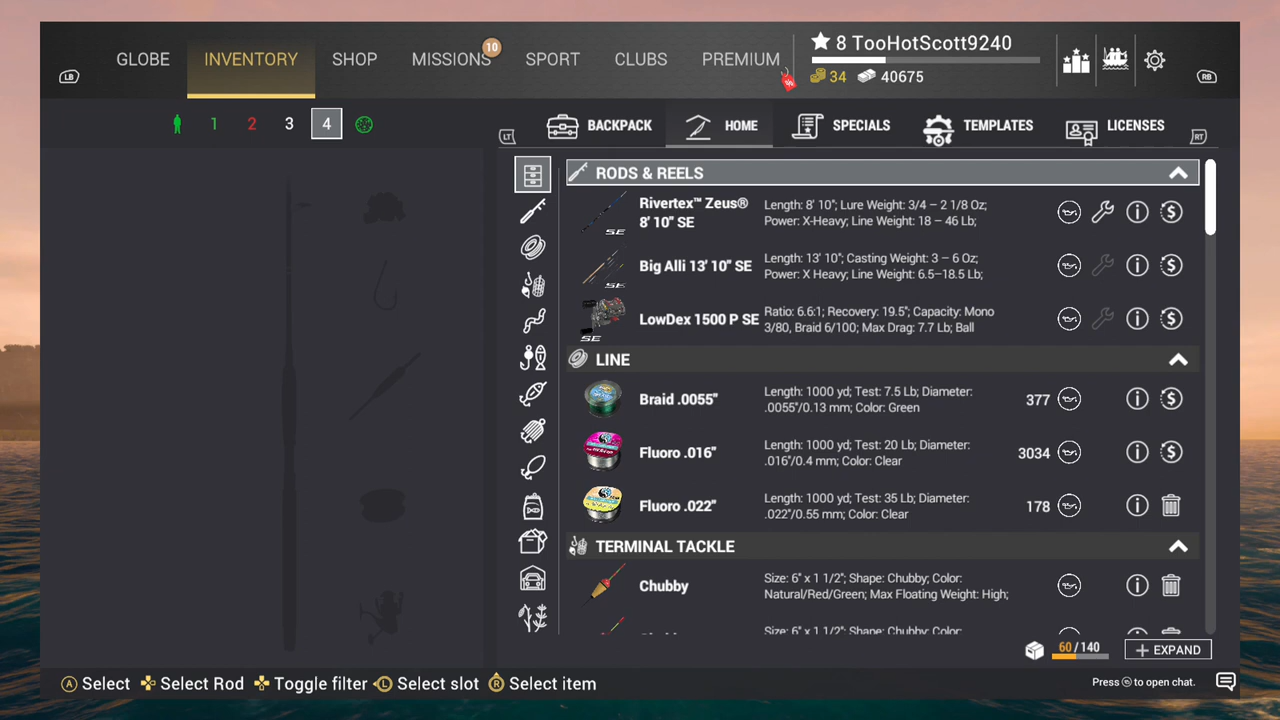 GLOBE INVENTORY SHOP MISSIONS 10 SPORT CLUBS PREMIUM
8 TooHotScott9240
34 40675
LB RB
1 2 3 4
LT BACKPACK HOME SPECIALS TEMPLATES LICENSES RT
RODS & REELS
Rivertex™ Zeus®
8' 10" SE
Length: 8' 10"; Lure Weight: 3/4 – 2 1/8 Oz;
Power: X-Heavy; Line Weight: 18 – 46 Lb;
SE
Big Alli 13' 10" SE
Length: 13' 10"; Casting Weight: 3 – 6 Oz;
Power: X Heavy; Line Weight: 6.5–18.5 Lb;
SE
LowDex 1500 P SE
Ratio: 6.6:1; Recovery: 19.5"; Capacity: Mono
3/80, Braid 6/100; Max Drag: 7.7 Lb; Ball
SE
LINE
Braid .0055"
Length: 1000 yd; Test: 7.5 Lb; Diameter:
.0055"/0.13 mm; Color: Green
377
Fluoro .016"
Length: 1000 yd; Test: 20 Lb; Diameter:
.016"/0.4 mm; Color: Clear
3034
Fluoro .022"
Length: 1000 yd; Test: 35 Lb; Diameter:
.022"/0.55 mm; Color: Clear
178
TERMINAL TACKLE
Chubby
Size: 6" x 1 1/2"; Shape: Chubby; Color:
Natural/Red/Green; Max Floating Weight: High;
Size: 6" x 1 1/2"; Shape: Chubby; Color:
60 / 140
EXPAND
A Select Select Rod Toggle filter L Select slot R Select item
Press to open chat.